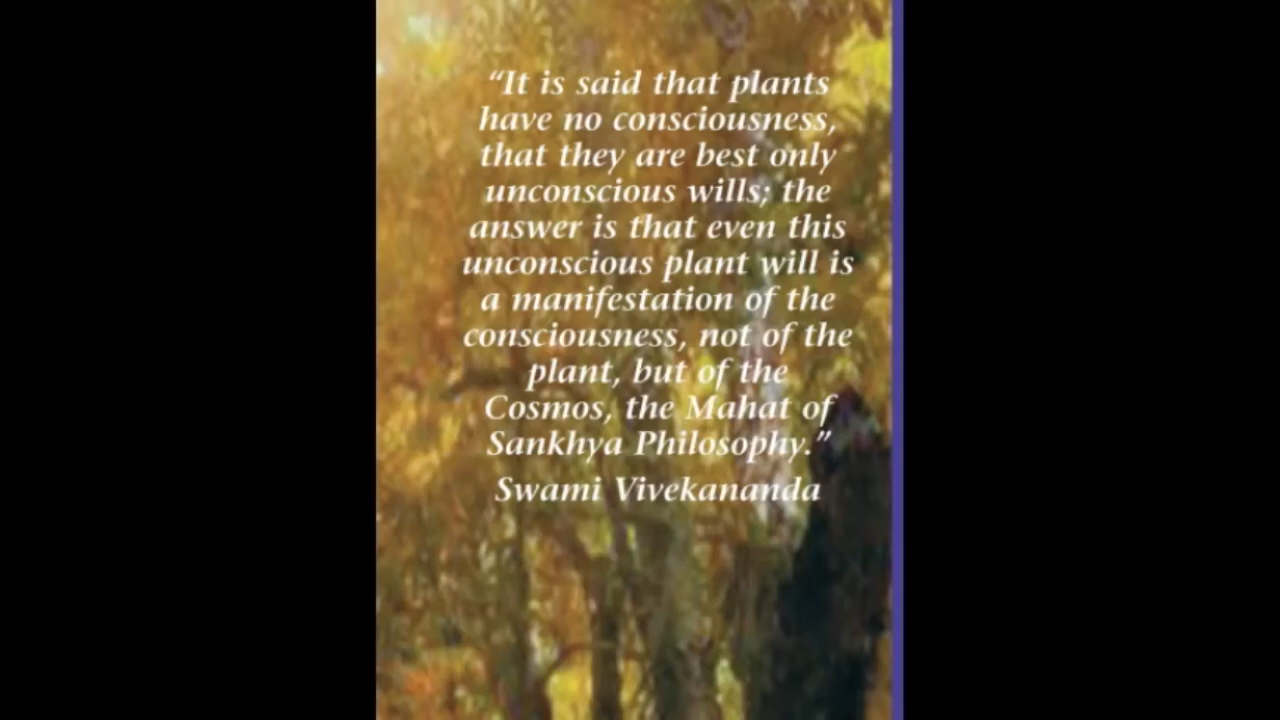 “It is said that plants
have no consciousness,
that they are best only
unconscious wills; the
answer is that even this
unconscious plant will is
a manifestation of the
consciousness, not of the
plant, but of the
Cosmos, the Mahat of
Sankhya Philosophy.”
Swami Vivekananda